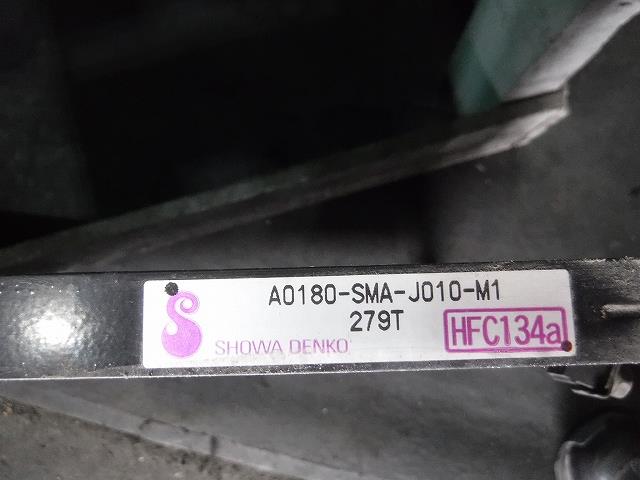 A0180-SMA-J010-M1
279T
HFC134a
SHOWA DENKO